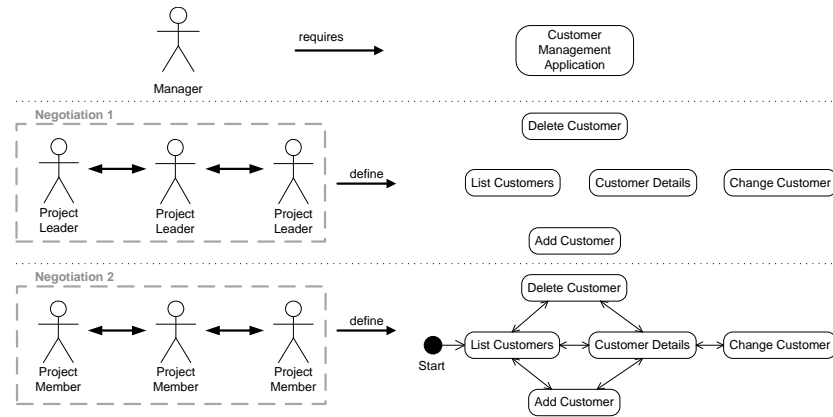 requires
Customer
Management
Application
Manager
Negotiation 1
Delete Customer
define
List Customers
Customer Details
Change Customer
Project
Leader
Project
Leader
Project
Leader
Add Customer
Negotiation 2
Delete Customer
define
List Customers
Customer Details
Change Customer
Start
Project
Member
Project
Member
Project
Member
Add Customer